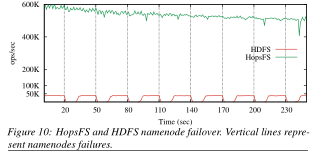 600K
400K
200K
100K
50K
ops/sec
HDFS
HopsFS
20 50 80 110 140 170 200 230
Time (sec)
Figure 10: HopsFS and HDFS namenode failover. Vertical lines repre-
sent namenodes failures.